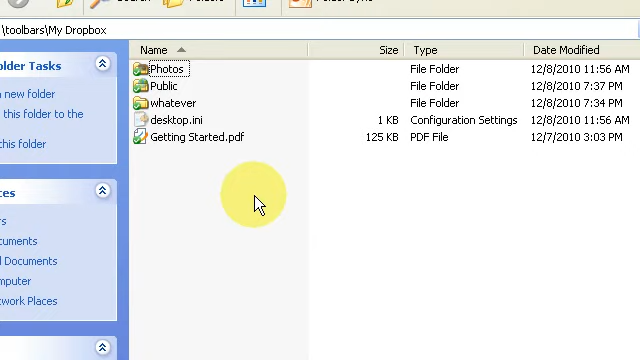 \toolbars\My Dropbox
Name Size Type Date Modified
Photos File Folder 12/8/2010 11:56 AM
Public File Folder 12/8/2010 7:37 PM
whatever File Folder 12/8/2010 7:34 PM
desktop.ini 1 KB Configuration Settings 12/8/2010 11:56 AM
Getting Started.pdf 125 KB PDF File 12/7/2010 3:03 PM
older Tasks
new folder
this folder to the
his folder
ces
cuments
d Documents
mputer
twork Places